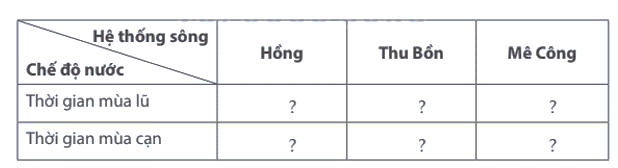 Hệ thống sông
Chế độ nước
Hồng
Thu Bồn
Mê Công
Thời gian mùa lũ
?
?
?
Thời gian mùa cạn
?
?
?